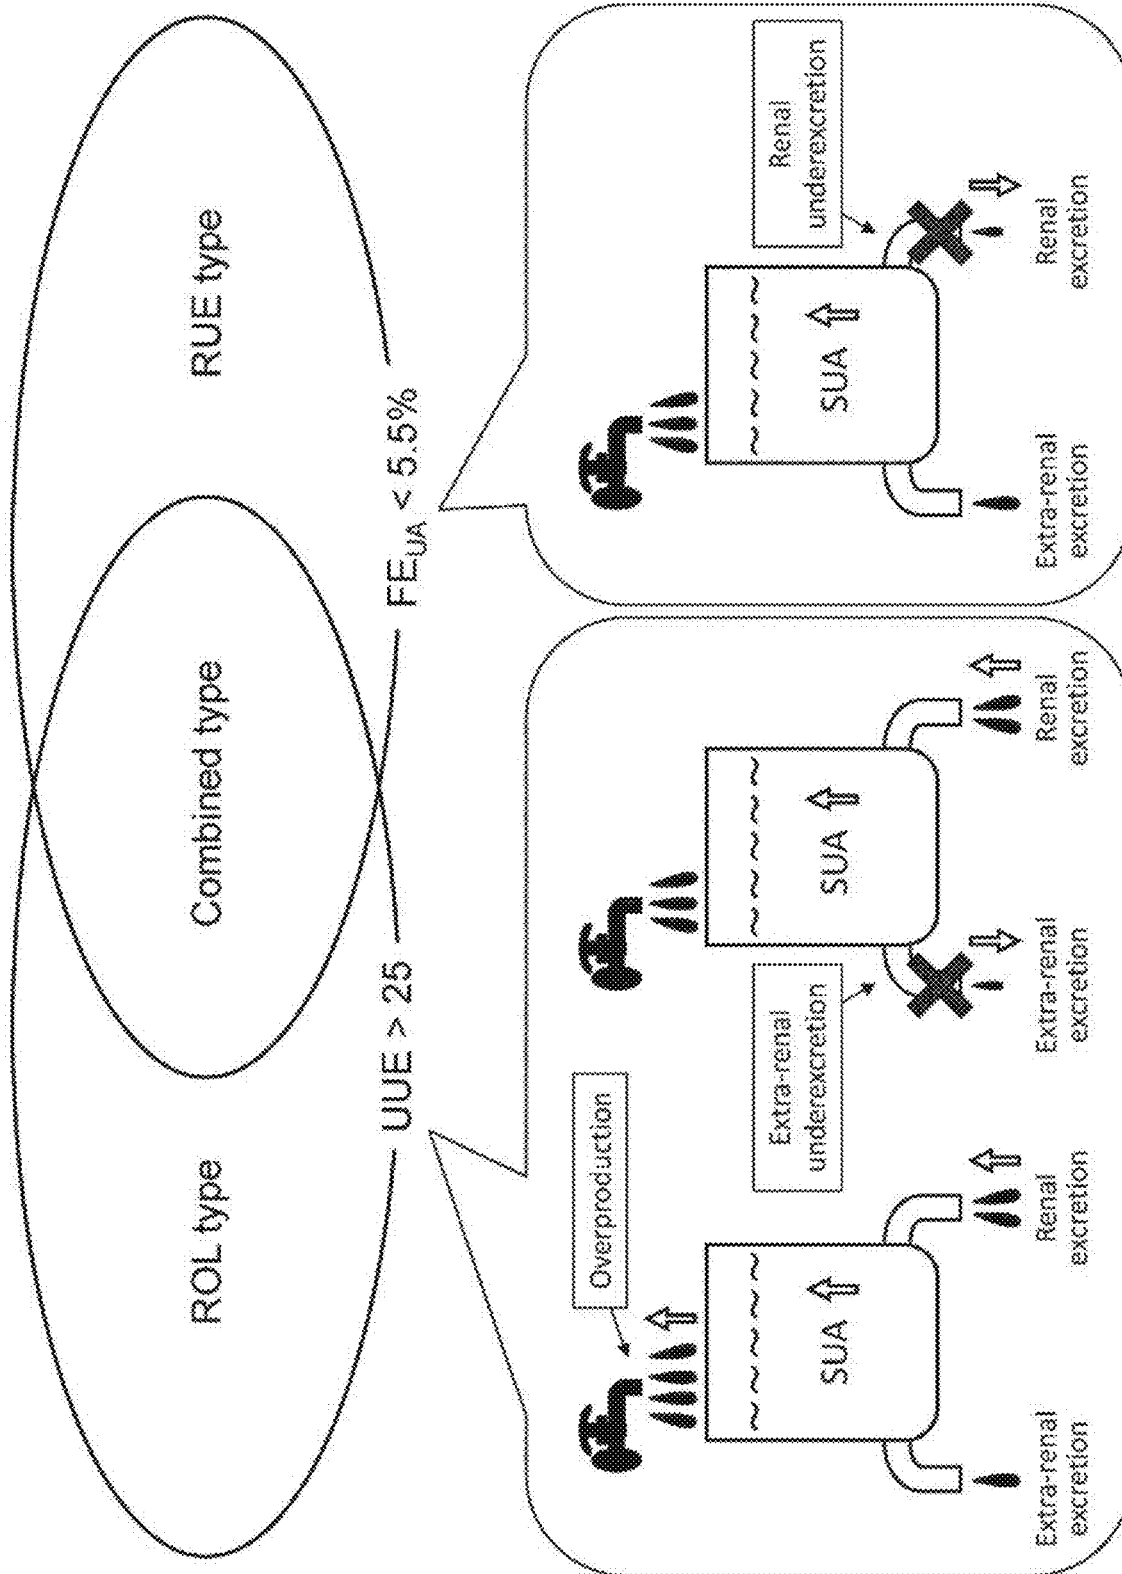 ROL type
Combined type
RUE type
UUE > 25
FE_UA < 5.5%
Overproduction
SUA
Extra-renal
excretion
Renal
excretion
Extra-renal
underexcretion
SUA
Extra-renal
excretion
Renal
excretion
Renal
underexcretion
SUA
Extra-renal
excretion
Renal
excretion